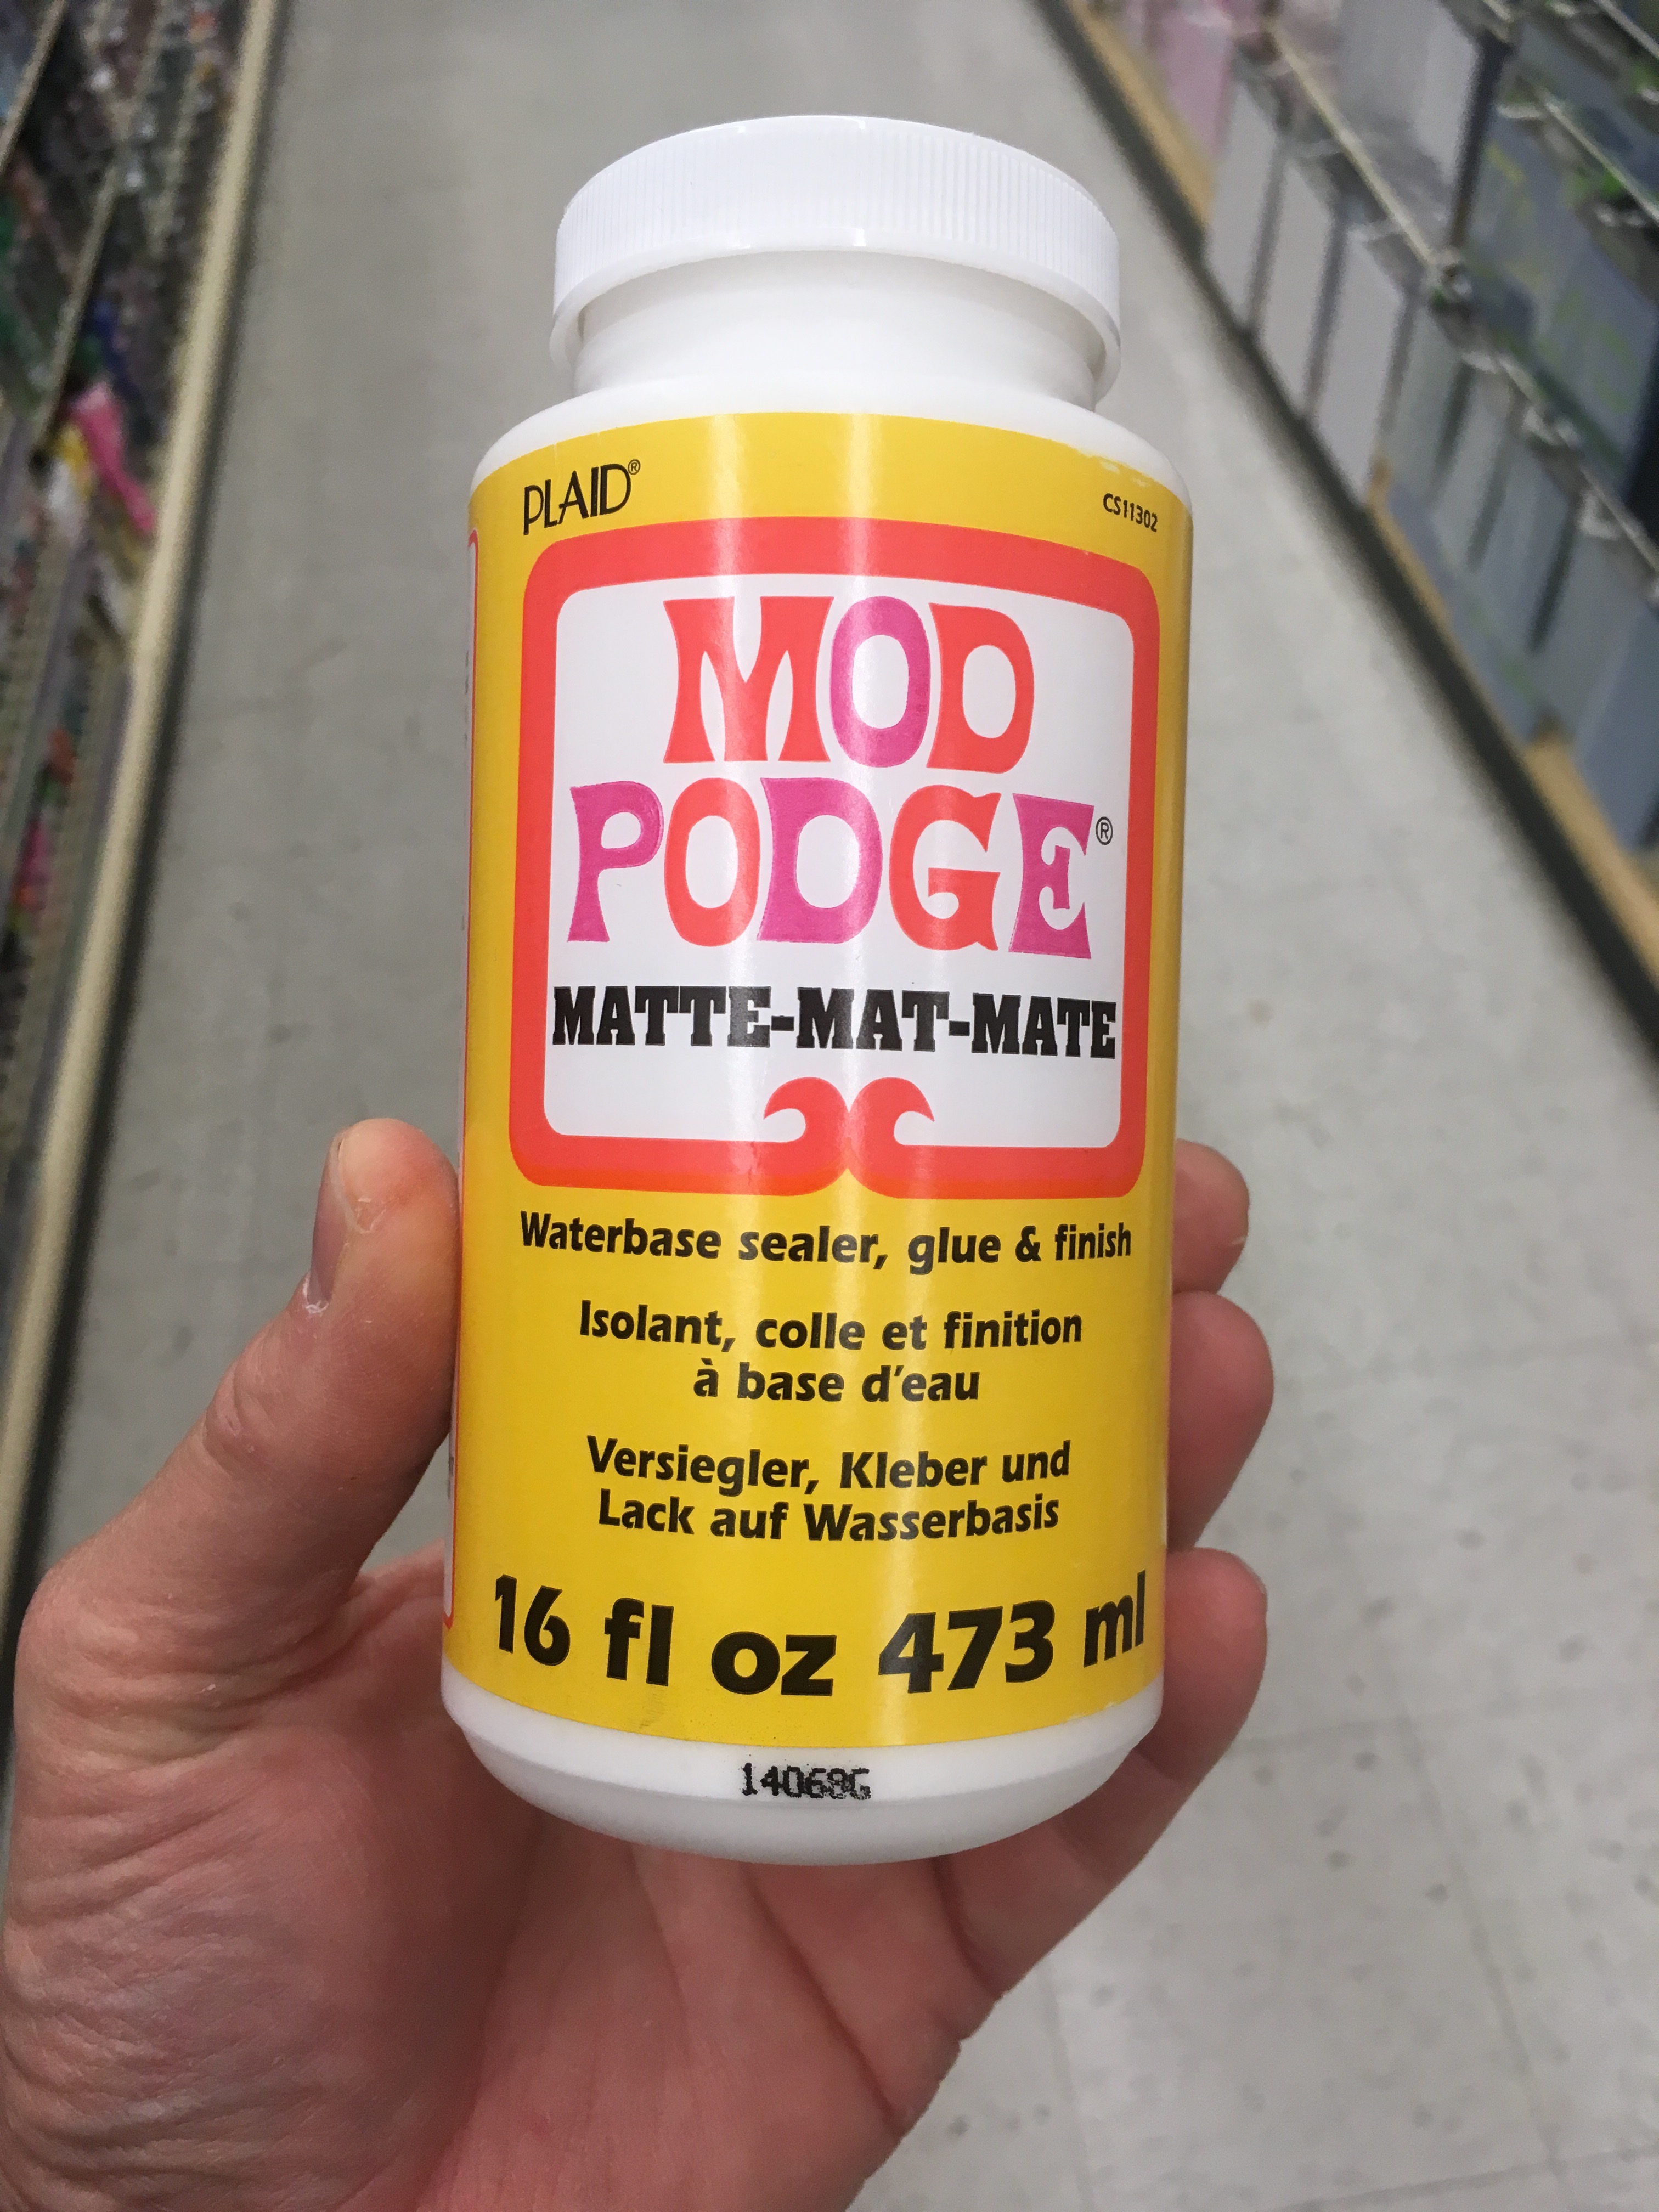 PLAID®
CS11302
MOD
PODGE®
MATTE-MAT-MATE
Waterbase sealer, glue & finish
Isolant, colle et finition
à base d'eau
Versiegler, Kleber und
Lack auf Wasserbasis
16 fl oz 473 ml
14068G